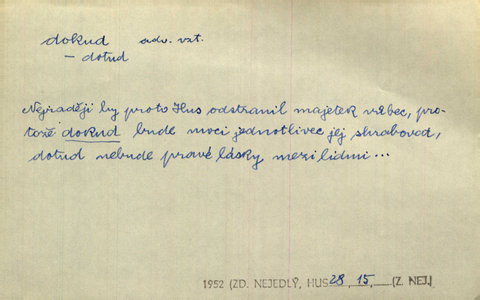 dokud adv. vzt.
– dotud
Nejraději by proto Hus odstranil majetek vůbec, pro-
tože dokud bude moci jednotlivec jej shrabovat,
dotud nebude pravé lásky mezi lidmi...
1952 (ZD. NEJEDLÝ, HUS 28, 15, (Z. NEJ.)